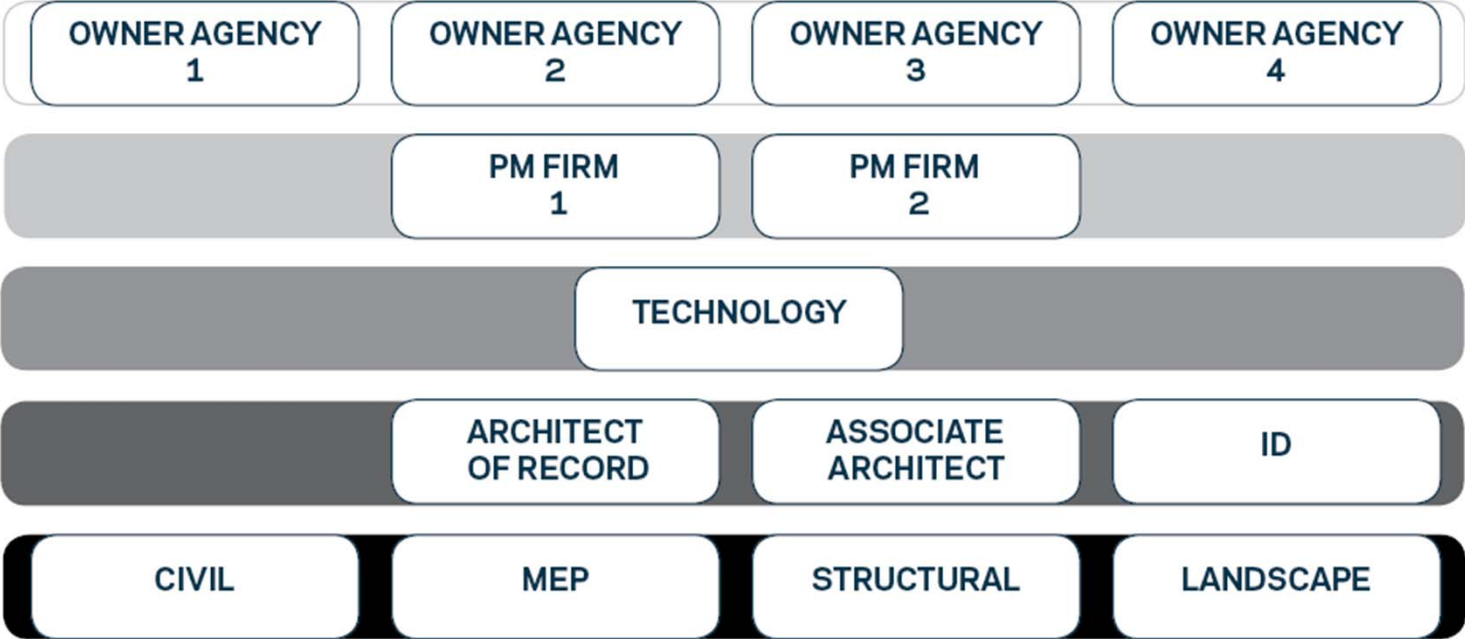 OWNER AGENCY
1
OWNER AGENCY
2
OWNER AGENCY
3
OWNER AGENCY
4
PM FIRM
1
PM FIRM
2
TECHNOLOGY
ARCHITECT
OF RECORD
ASSOCIATE
ARCHITECT
ID
CIVIL
MEP
STRUCTURAL
LANDSCAPE